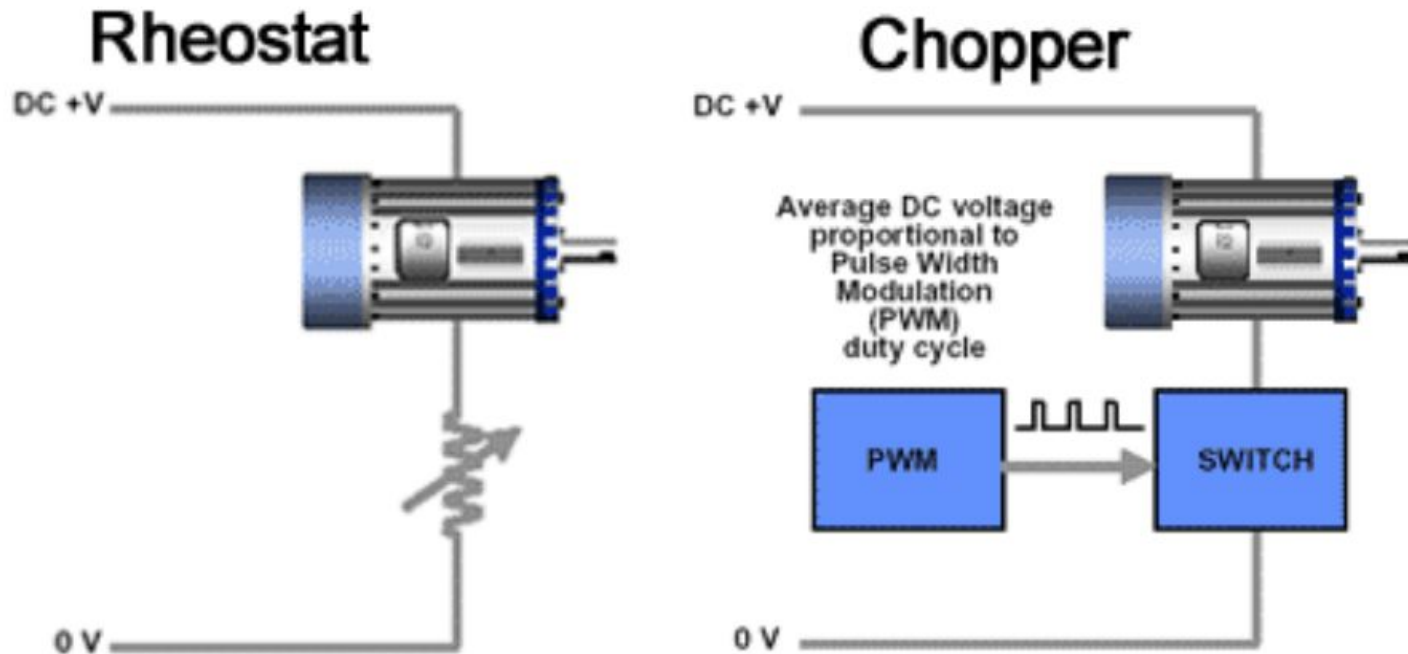 Rheostat
DC +V
0 V
Chopper
DC +V
Average DC voltage
proportional to
Pulse Width
Modulation
(PWM)
duty cycle
PWM
SWITCH
0 V